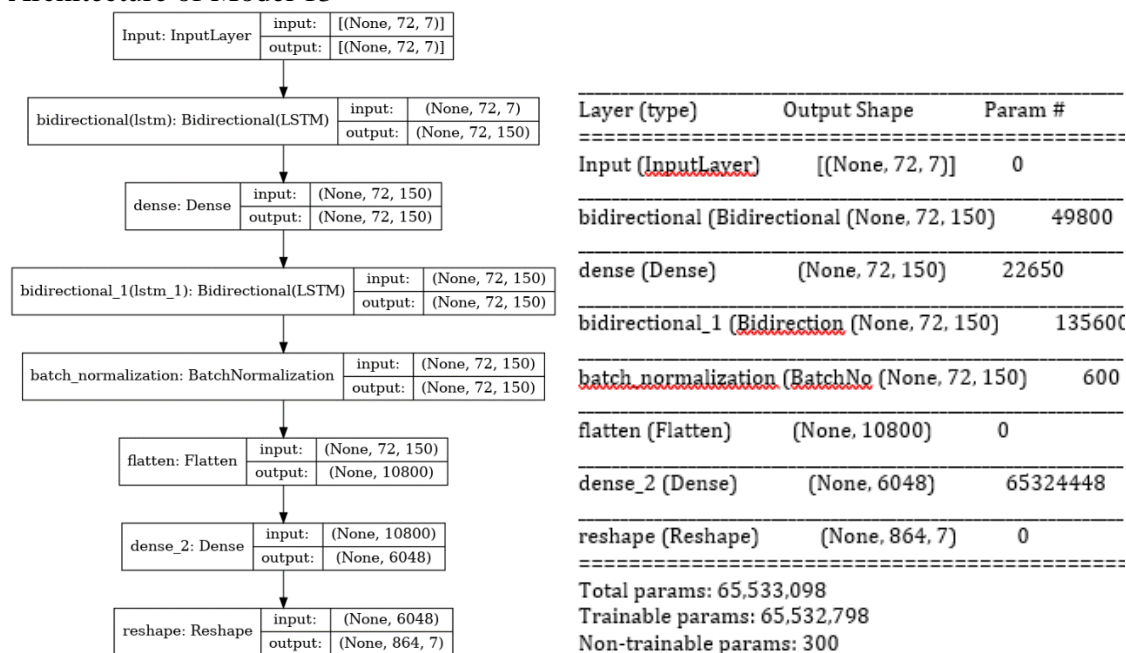 Architecture of Model
Input: InputLayer
input: [(None, 72, 7)]
output: [(None, 72, 7)]
bidirectional(lstm): Bidirectional(LSTM)
input: (None, 72, 7)
output: (None, 72, 150)
dense: Dense
input: (None, 72, 150)
output: (None, 72, 150)
bidirectional_1(lstm_1): Bidirectional(LSTM)
input: (None, 72, 150)
output: (None, 72, 150)
batch_normalization: BatchNormalization
input: (None, 72, 150)
output: (None, 72, 150)
flatten: Flatten
input: (None, 72, 150)
output: (None, 10800)
dense_2: Dense
input: (None, 10800)
output: (None, 6048)
reshape: Reshape
input: (None, 6048)
output: (None, 864, 7)
Layer (type) Output Shape Param #
Input (InputLayer) [(None, 72, 7)] 0
bidirectional (Bidirectional (None, 72, 150) 49800
dense (Dense) (None, 72, 150) 22650
bidirectional_1 (Bidirection (None, 72, 150) 135600
batch_normalization (BatchNo (None, 72, 150) 600
flatten (Flatten) (None, 10800) 0
dense_2 (Dense) (None, 6048) 65324448
reshape (Reshape) (None, 864, 7) 0
Total params: 65,533,098
Trainable params: 65,532,798
Non-trainable params: 300